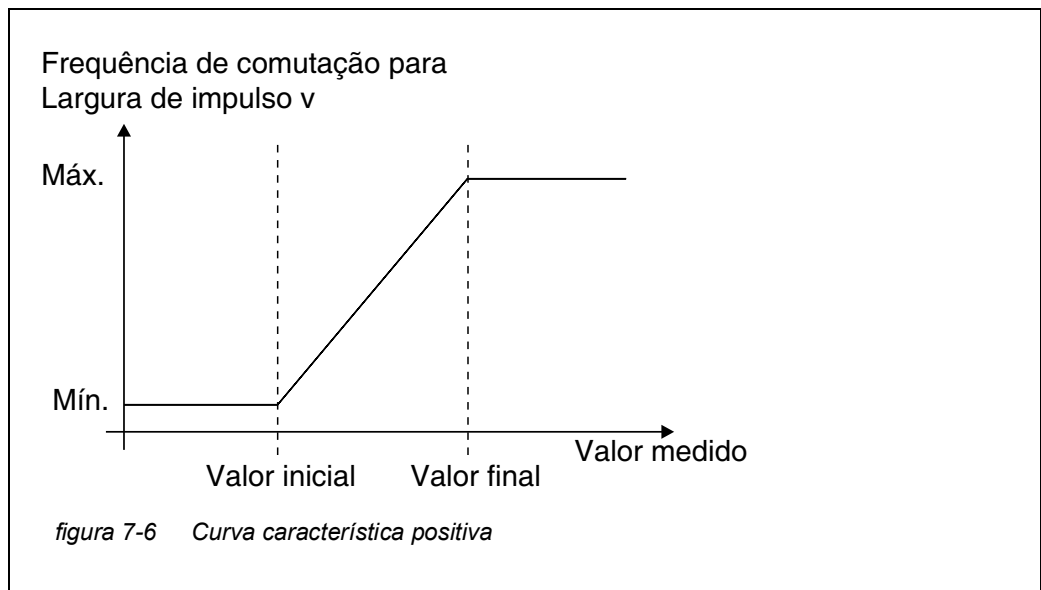 Frequência de comutação para
Largura de impulso v
Máx.
Mín.
Valor medido
Valor inicial
Valor final
figura 7-6 Curva característica positiva